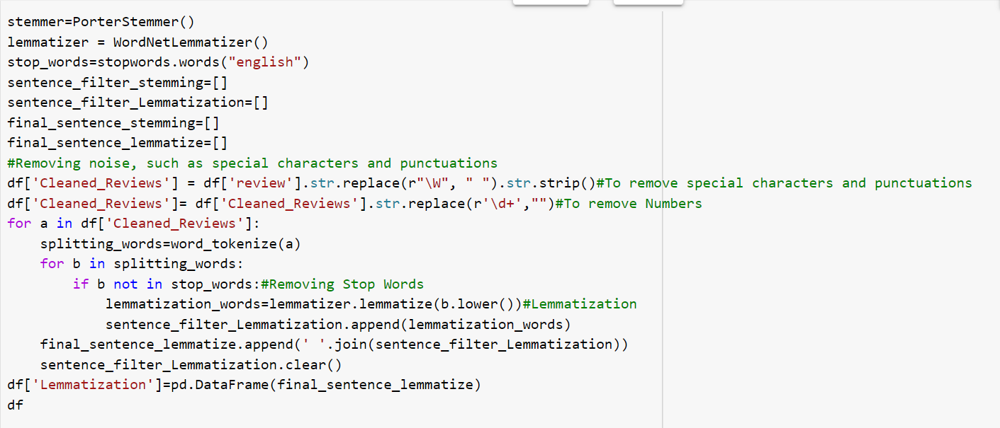 stemmer=PorterStemmer()
lemmatizer = WordNetLemmatizer()
stop_words=stopwords.words("english")
sentence_filter_stemming=[]
sentence_filter_Lemmatization=[]
final_sentence_stemming=[]
final_sentence_lemmatize=[]
#Removing noise, such as special characters and punctuations
df['Cleaned_Reviews'] = df['review'].str.replace(r"\W", " ").str.strip()#To remove special characters and punctuations
df['Cleaned_Reviews']= df['Cleaned_Reviews'].str.replace(r'\d+',"")#To remove Numbers
for a in df['Cleaned_Reviews']:
    splitting_words=word_tokenize(a)
    for b in splitting_words:
        if b not in stop_words:#Removing Stop Words
            lemmatization_words=lemmatizer.lemmatize(b.lower())#Lemmatization
            sentence_filter_Lemmatization.append(lemmatization_words)
    final_sentence_lemmatize.append(' '.join(sentence_filter_Lemmatization))
    sentence_filter_Lemmatization.clear()
df['Lemmatization']=pd.DataFrame(final_sentence_lemmatize)
df